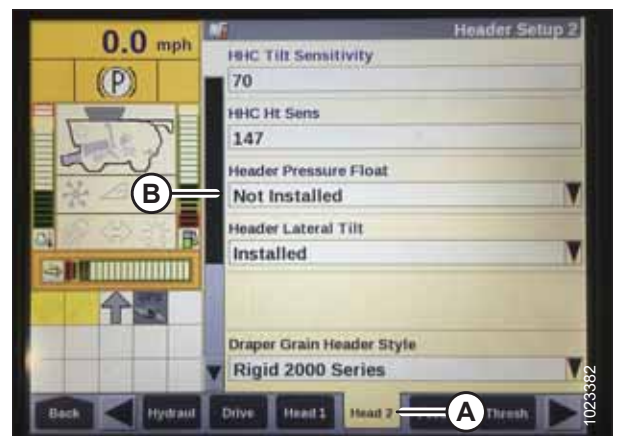 0.0 mph
Header Setup 2
(P)
HHC Tilt Sensitivity
70
HHC Ht Sens
147
Header Pressure Float
B
Not Installed
Header Lateral Tilt
Installed
Draper Grain Header Style
Rigid 2000 Series
Back
Hydraul
Drive
Head 1
Head 2
A
Thresh
1023382